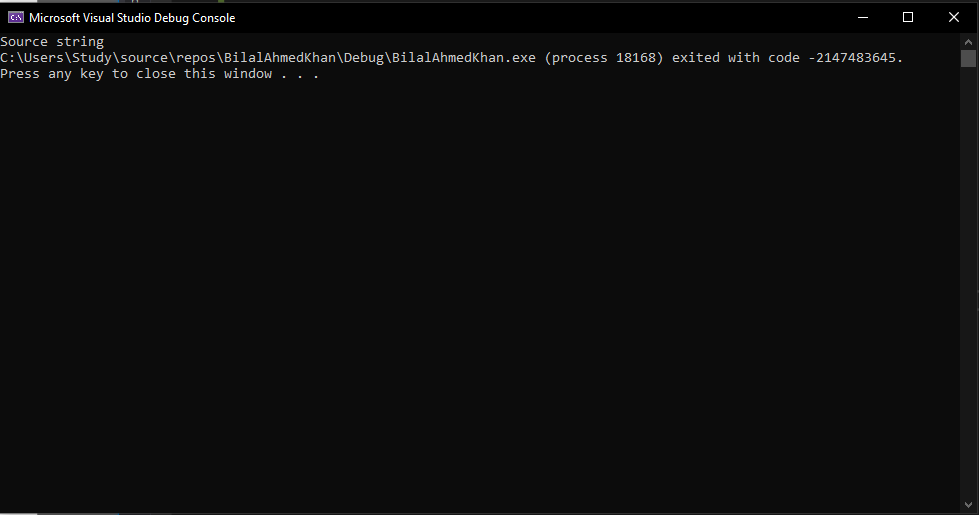 Microsoft Visual Studio Debug Console
Source string
C:\Users\Study\source\repos\BilalAhmedKhan\Debug\BilalAhmedKhan.exe (process 18168) exited with code -2147483645.
Press any key to close this window . . .